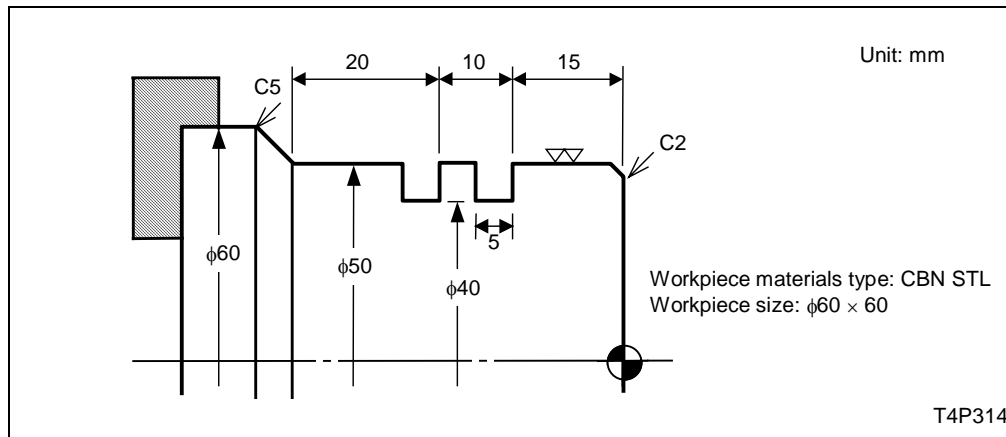 20
10
15
Unit: mm
C5
C2
5
ϕ60
ϕ50
ϕ40
Workpiece materials type: CBN STL
Workpiece size: ϕ60 × 60
T4P314